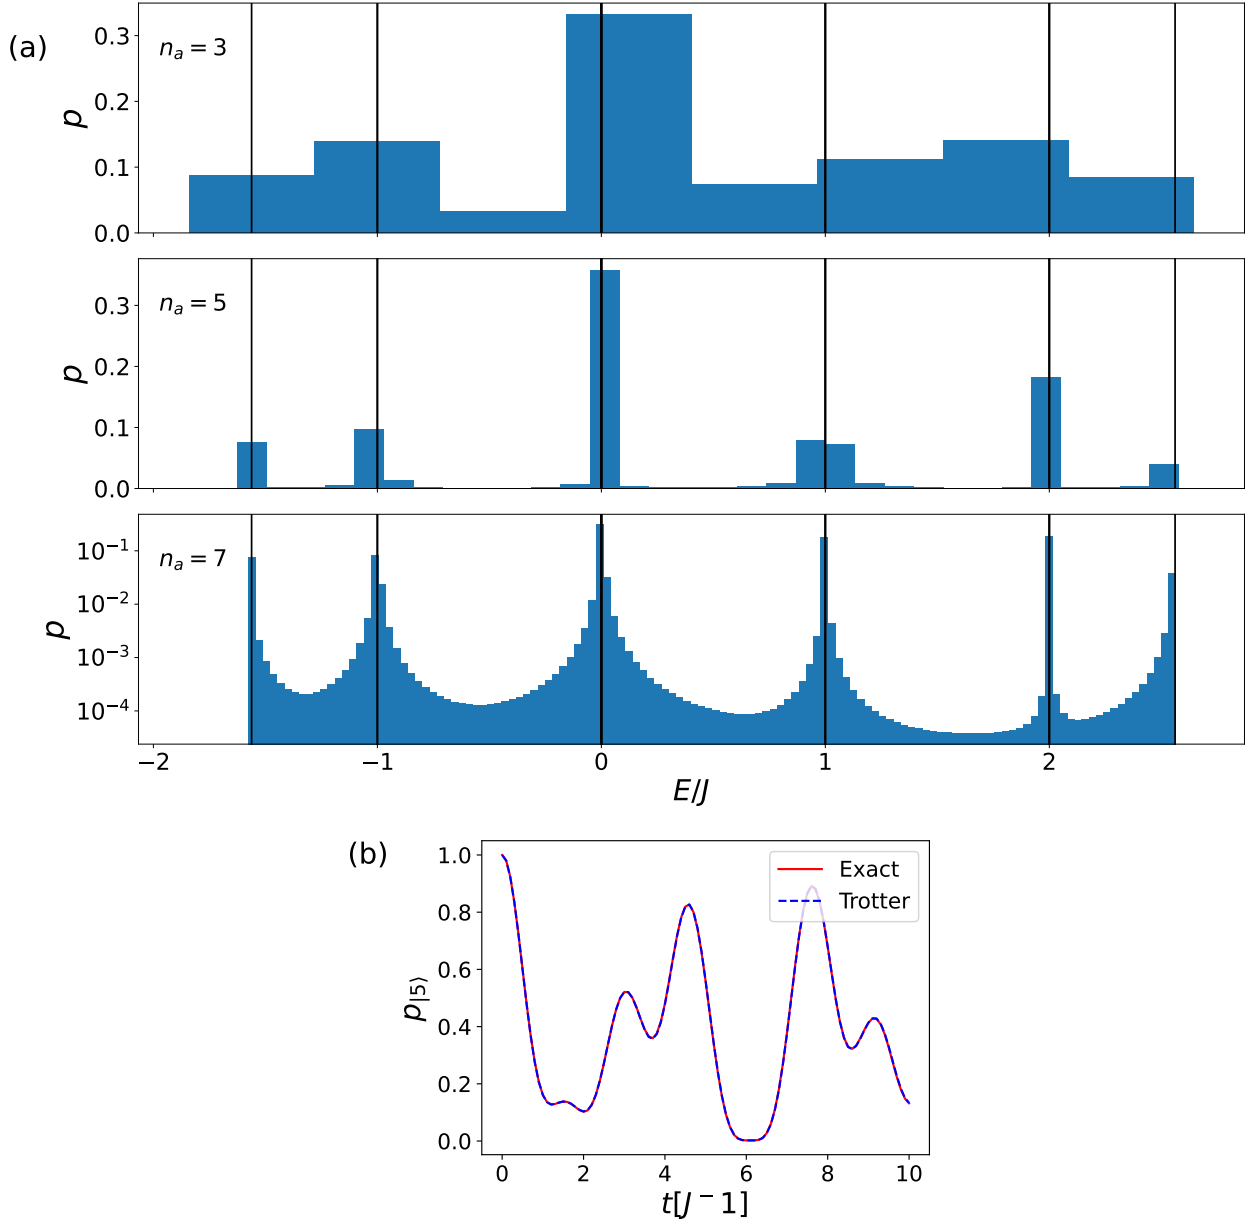 (a)
n_a = 3
p
0.3
0.2
0.1
0.0
n_a = 5
p
0.3
0.2
0.1
0.0
n_a = 7
p
10⁻¹
10⁻²
10⁻³
10⁻⁴
−2 −1 0 1 2
E/J
(b)
Exact
Trotter
p_|5⟩
1.0
0.8
0.6
0.4
0.2
0.0
0 2 4 6 8 10
t[J⁻1]